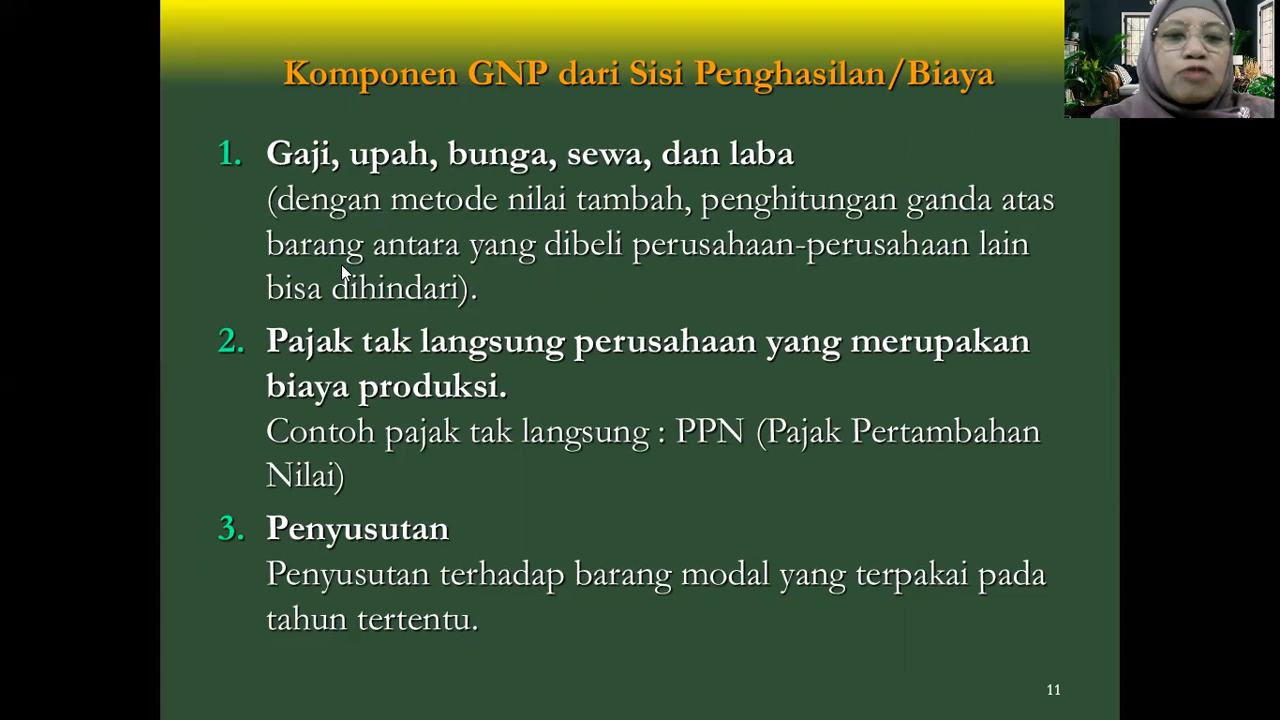 Komponen GNP dari Sisi Penghasilan/Biaya
1. Gaji, upah, bunga, sewa, dan laba
(dengan metode nilai tambah, penghitungan ganda atas
barang antara yang dibeli perusahaan-perusahaan lain
bisa dihindari).
2. Pajak tak langsung perusahaan yang merupakan
biaya produksi.
Contoh pajak tak langsung : PPN (Pajak Pertambahan
Nilai)
3. Penyusutan
Penyusutan terhadap barang modal yang terpakai pada
tahun tertentu.
11